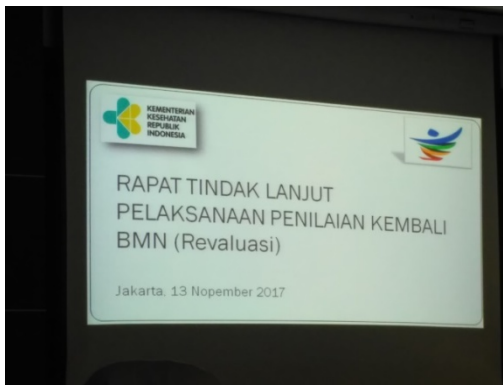 KEMENTERIAN
KESEHATAN
REPUBLIK
INDONESIA
RAPAT TINDAK LANJUT
PELAKSANAAN PENILAIAN KEMBALI
BMN (Revaluasi)
Jakarta, 13 Nopember 2017